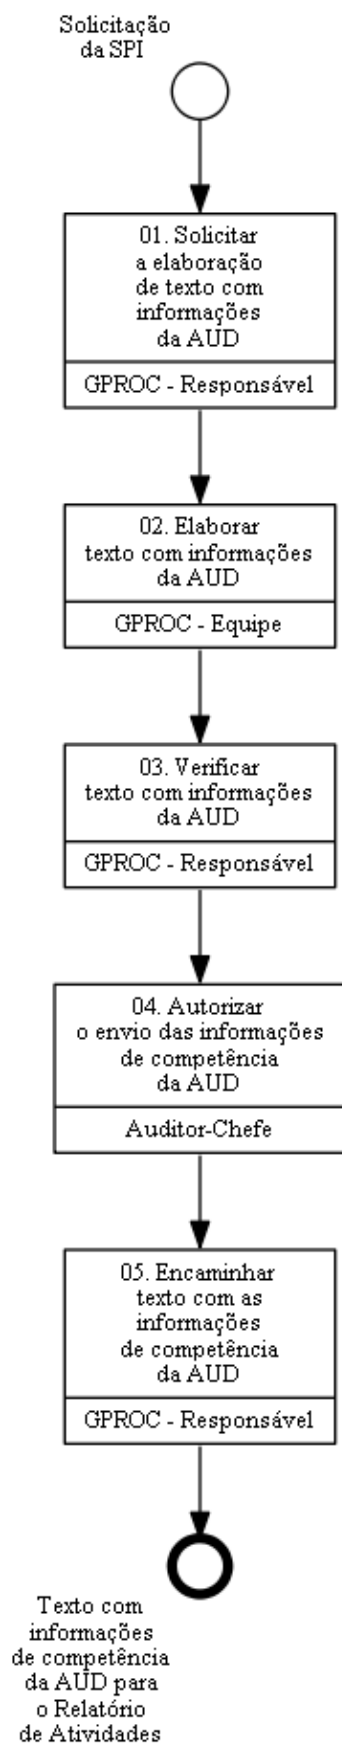 Solicitação
da SPI
01. Solicitar
a elaboração
de texto com
informações
da AUD
GPROC - Responsável
02. Elaborar
texto com informações
da AUD
GPROC - Equipe
03. Verificar
texto com informações
da AUD
GPROC - Responsável
04. Autorizar
o envio das informações
de competência
da AUD
Auditor-Chefe
05. Encaminhar
texto com as
informações
de competência
da AUD
GPROC - Responsável
Texto com
informações
de competência
da AUD para
o Relatório
de Atividades